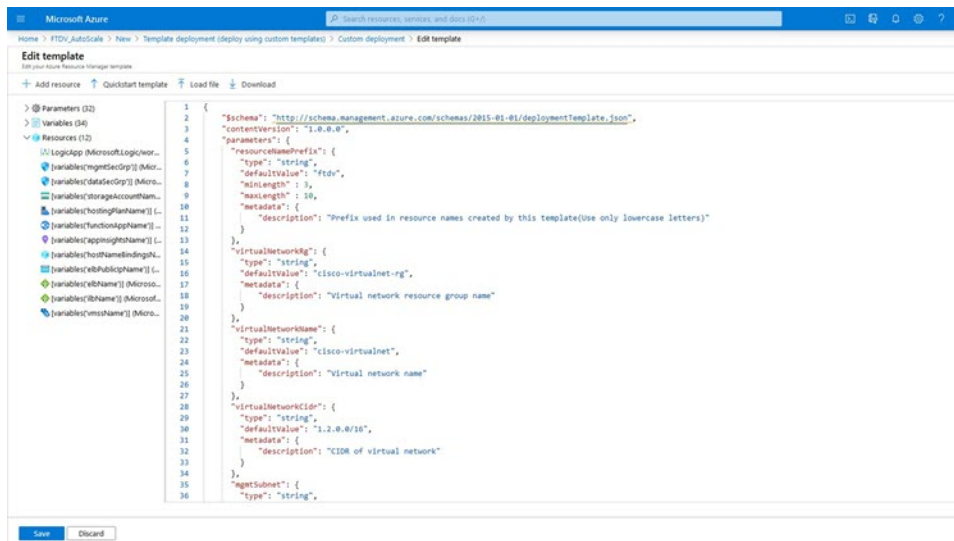 Microsoft Azure
Search resources, services, and docs (G+/)
Home > FTDV_AutoScale > New > Template deployment (deploy using custom templates) > Custom deployment > Edit template
Edit template
Edit your Azure Resource Manager template
Add resource Quickstart template Load file Download
Parameters (32)
Variables (34)
Resources (12)
LogicApp (Microsoft.Logic/wor...
[variables('mgmtSecGrp')] (Micr...
[variables('dataSecGrp')] (Micro...
[variables('storageAccountNam...
[variables('hostingPlanName')] (Micr...
[variables('functionAppName')] ...
[variables('appInsightsName')] (...
[variables('hostNameBindingsN...
[variables('elbPublicIpName')] (...
[variables('elbName')] (Microso...
[variables('ilbName')] (Microsof...
[variables('vmssName')] (Micro...
1 {
2 "$schema": "http://schema.management.azure.com/schemas/2015-01-01/deploymentTemplate.json",
3 "contentVersion": "1.0.0.0",
4 "parameters": {
5 "resourceNamePrefix": {
6 "type": "string",
7 "defaultValue": "ftdv",
8 "minLength" : 3,
9 "maxLength" : 10,
10 "metadata": {
11 "description": "Prefix used in resource names created by this template(Use only lowercase letters)"
12 }
13 },
14 "virtualNetworkRg": {
15 "type": "string",
16 "defaultValue": "cisco-virtualnet-rg",
17 "metadata": {
18 "description": "Virtual network resource group name"
19 }
20 },
21 "virtualNetworkName": {
22 "type": "string",
23 "defaultValue": "cisco-virtualnet",
24 "metadata": {
25 "description": "Virtual network name"
26 }
27 },
28 "virtualNetworkCidr": {
29 "type": "string",
30 "defaultValue": "1.2.0.0/16",
31 "metadata": {
32 "description": "CIDR of virtual network"
33 }
34 },
35 "mgmtSubnet": {
36 "type": "string",
Save Discard